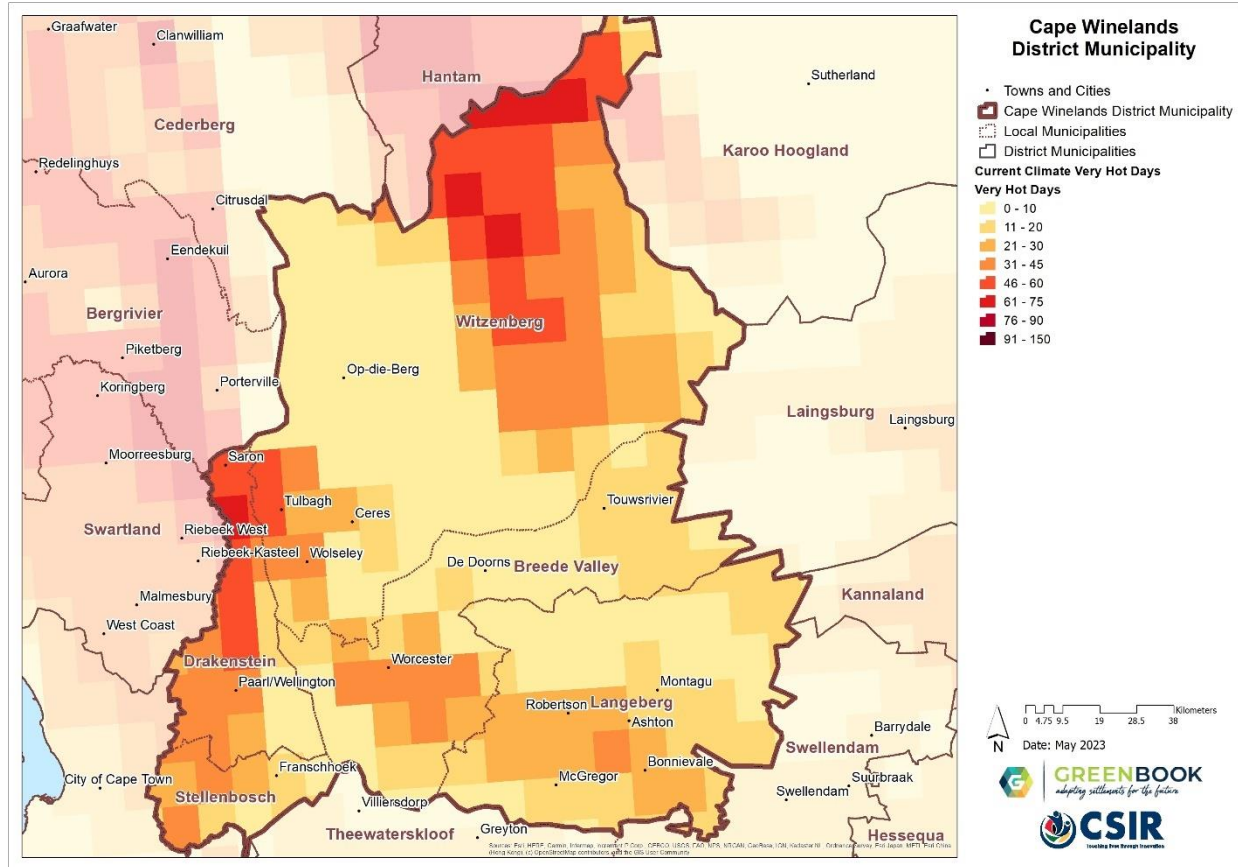 Graafwater
Clanwilliam
Hantam
Sutherland
Cederberg
Karoo Hoogland
Redelinghuys
Citrusdal
Eendekuil
Aurora
Bergrivier
Witzenberg
Piketberg
Op-die-Berg
Koringberg
Porterville
Laingsburg
Laingsburg
Moorreesburg
Saron
Tulbagh
Touwsrivier
Ceres
Swartland
Riebeek West
Riebeek-Kasteel
Wolseley
De Doorns
Breede Valley
Kannaland
Malmesbury
West Coast
Drakenstein
Worcester
Paarl/Wellington
Montagu
Robertson
Langeberg
Ashton
Barrydale
Swellendam
Franschhoek
Bonnievale
City of Cape Town
McGregor
Suurbraak
Stellenbosch
Villiersdorp
Swellendam
Theewaterskloof
Greyton
Hessequa
Cape Winelands
District Municipality
Towns and Cities
Cape Winelands District Municipality
Local Municipalities
District Municipalities
Current Climate Very Hot Days
Very Hot Days
0 - 10
11 - 20
21 - 30
31 - 45
46 - 60
61 - 75
76 - 90
91 - 150
Kilometers
0 4.75 9.5 19 28.5 38
N
Date: May 2023
G
GREENBOOK
adapting settlements for the future
CSIR
Touching lives through innovation